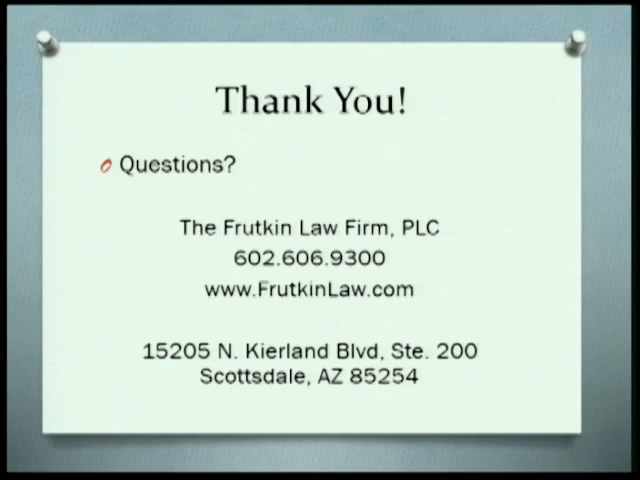 Thank You!
Questions?
The Frutkin Law Firm, PLC
602.606.9300
www.FrutkinLaw.com
15205 N. Kierland Blvd, Ste. 200
Scottsdale, AZ 85254